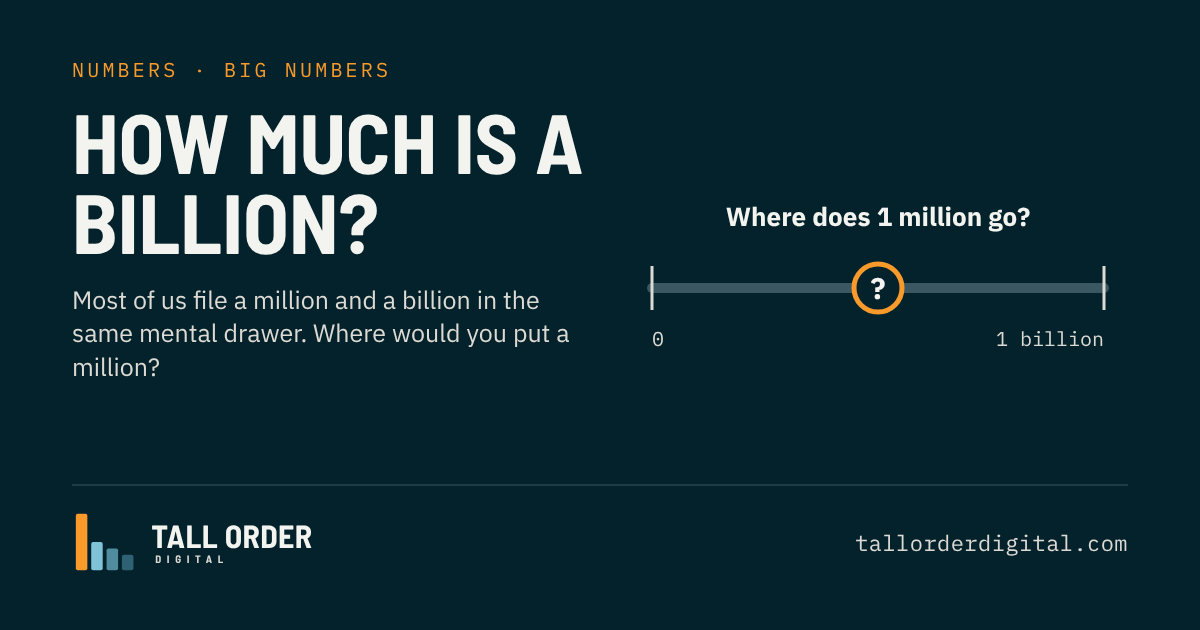 NUMBERS · BIG NUMBERS
HOW MUCH IS A
BILLION?
Most of us file a million and a billion in the
same mental drawer. Where would you put a
million?
Where does 1 million go?
?
0
1 billion
TALL ORDER
DIGITAL
tallorderdigital.com